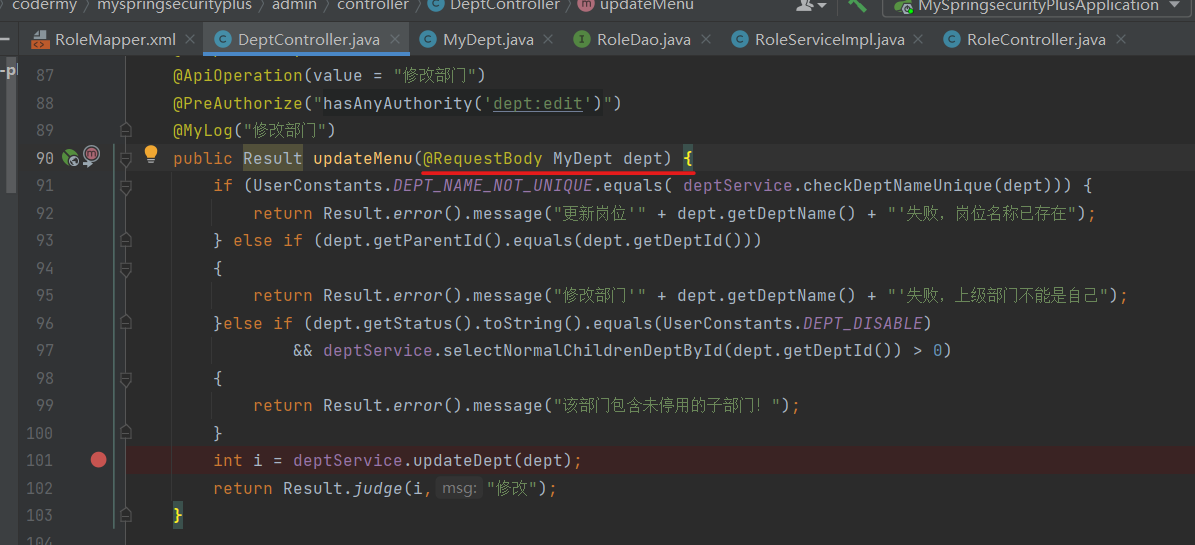 codermy > myspringsecurityplus > admin > controller > DeptController > updateMenu MySpringsecurityPlusApplication
RoleMapper.xml DeptController.java MyDept.java RoleDao.java RoleServiceImpl.java RoleController.java
87 @ApiOperation(value = "修改部门")
88 @PreAuthorize("hasAnyAuthority('dept:edit')")
89 @MyLog("修改部门")
90 public Result updateMenu(@RequestBody MyDept dept) {
91 if (UserConstants.DEPT_NAME_NOT_UNIQUE.equals( deptService.checkDeptNameUnique(dept))) {
92 return Result.error().message("更新岗位'" + dept.getDeptName() + "'失败，岗位名称已存在");
93 } else if (dept.getParentId().equals(dept.getDeptId()))
94 {
95 return Result.error().message("修改部门'" + dept.getDeptName() + "'失败，上级部门不能是自己");
96 }else if (dept.getStatus().toString().equals(UserConstants.DEPT_DISABLE)
97 && deptService.selectNormalChildrenDeptById(dept.getDeptId()) > 0)
98 {
99 return Result.error().message("该部门包含未停用的子部门！");
100 }
101 int i = deptService.updateDept(dept);
102 return Result.judge(i, msg: "修改");
103 }
104